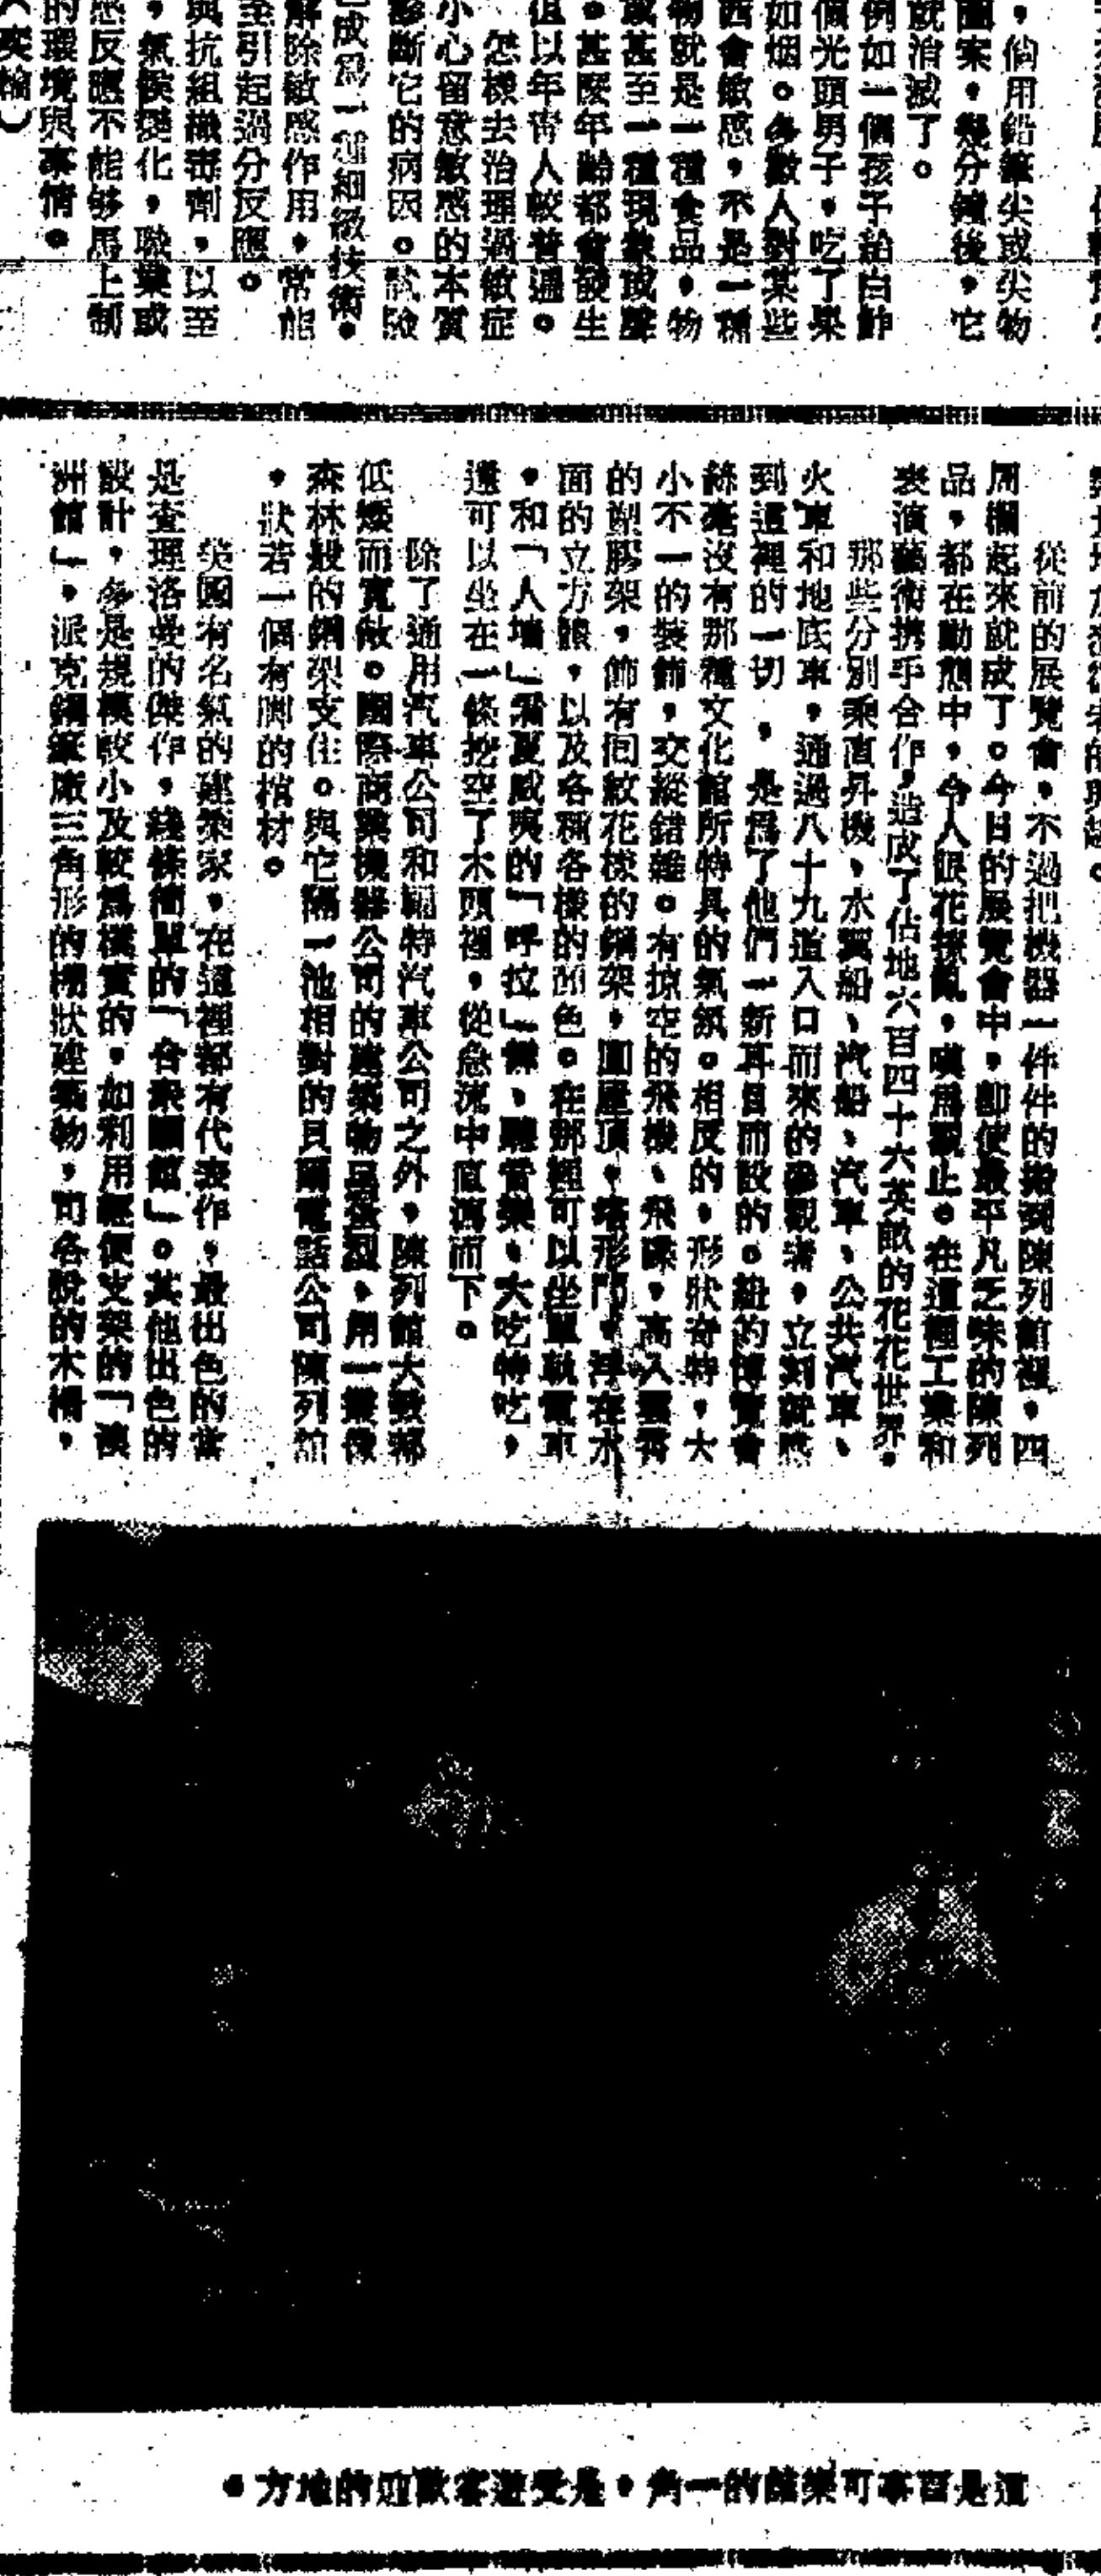 ，倘用鉛筆尖或尖物
圖案，幾分鐘後，它
就消滅了。
例如一個孩子給白鮮
個光頭男子，吃了果
如烟。多數人對某些
西會敏感，不是一種
物就是一種食品，物
或甚至一種現象或聲
。甚麼年齡都會發生
但以年青人較普遍。
怎樣去治理過敏症
小心留意敏感的本質
診斷它的病因。試驗
成爲一種細緻技術。
解除敏感作用，常能
至引起過分反應。
與抗組織毒劑，以至
，氣候變化，職業或
感反應不能够馬上制
的環境與事情。
從前的展覽會，不過把機器一件件的搬到陳列館裡，四
周欄起來就成了。今日的展覽會中，卽使最平凡乏味的陳列
品，都在動態中，令人眼花撩亂，嘆爲觀止。在這裡工業和
表演藝術携手合作，造成了佔地六百四十六英畝的花花世界。
那些分別乘直昇機、水翼船、汽船、汽車、公共汽車、
火車和地底車，通過八十九道入口而來的參觀者，立刻就感
到這裡的一切，是爲了他們一新耳目而設的。紐約博覽會
絲毫沒有那種文化館所特具的氣氛。相反的，形狀奇特，大
小不一的裝飾，交縱錯雜。有掠空的飛機、飛碟，高入雲霄
的塑膠架，飾有回紋花樣的鋼架，圓屋頂，塔形門，浮在水
面的立方體，以及各種各樣的顔色。在那裡可以坐單軌電車
，和「人墻」看夏威夷的「呼拉」舞、聽音樂、大吃特吃，
還可以坐在一條挖空了木頭裡，從急流中直瀉而下。
除了通用汽車公司和福特汽車公司之外，陳列館大致都
低矮而寬敞。國際商業機器公司的建築物呈蛋型，用一叢像
森林般的鋼架支住。與它隔一池相對的貝爾電話公司陳列館
，狀若一個有脚的棺材。
美國有名氣的建築家，在這裡都有代表作，最出色的當
是查理洛曼的傑作，綫條簡單的「合衆國館」。其他出色的
設計，多是規模較小及較爲樸實的，如利用輕便支架的「澳
洲館」，派克鋼筆廠三角形的棚狀建築物，司各脫的木棚，
這是百事可樂館的一角，是受遊客歡迎的地方。